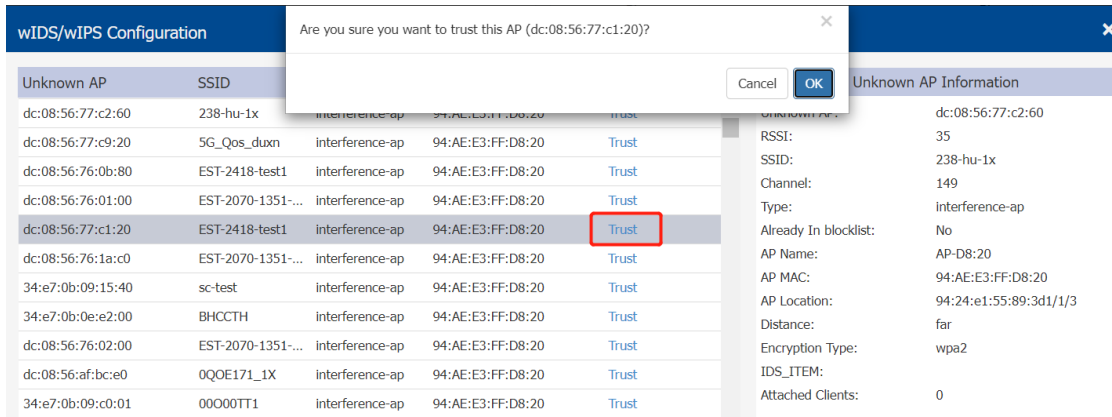 wIDS/wIPS Configuration
Are you sure you want to trust this AP (dc:08:56:77:c1:20)?
Cancel OK
Unknown AP SSID
Unknown AP Information
dc:08:56:77:c2:60 238-hu-1x interference-ap 94:AE:E3:FF:D8:20 Trust
dc:08:56:77:c9:20 5G_Qos_duxn interference-ap 94:AE:E3:FF:D8:20 Trust
dc:08:56:76:0b:80 EST-2418-test1 interference-ap 94:AE:E3:FF:D8:20 Trust
dc:08:56:76:01:00 EST-2070-1351-... interference-ap 94:AE:E3:FF:D8:20 Trust
dc:08:56:77:c1:20 EST-2418-test1 interference-ap 94:AE:E3:FF:D8:20 Trust
dc:08:56:76:1a:c0 EST-2070-1351-... interference-ap 94:AE:E3:FF:D8:20 Trust
34:e7:0b:09:15:40 sc-test interference-ap 94:AE:E3:FF:D8:20 Trust
34:e7:0b:0e:e2:00 BHCCTH interference-ap 94:AE:E3:FF:D8:20 Trust
dc:08:56:76:02:00 EST-2070-1351-... interference-ap 94:AE:E3:FF:D8:20 Trust
dc:08:56:af:bc:e0 0QOE171_1X interference-ap 94:AE:E3:FF:D8:20 Trust
34:e7:0b:09:c0:01 00O00TT1 interference-ap 94:AE:E3:FF:D8:20 Trust
Unknown AP: dc:08:56:77:c2:60
RSSI: 35
SSID: 238-hu-1x
Channel: 149
Type: interference-ap
Already In blocklist: No
AP Name: AP-D8:20
AP MAC: 94:AE:E3:FF:D8:20
AP Location: 94:24:e1:55:89:3d1/1/3
Distance: far
Encryption Type: wpa2
IDS_ITEM:
Attached Clients: 0